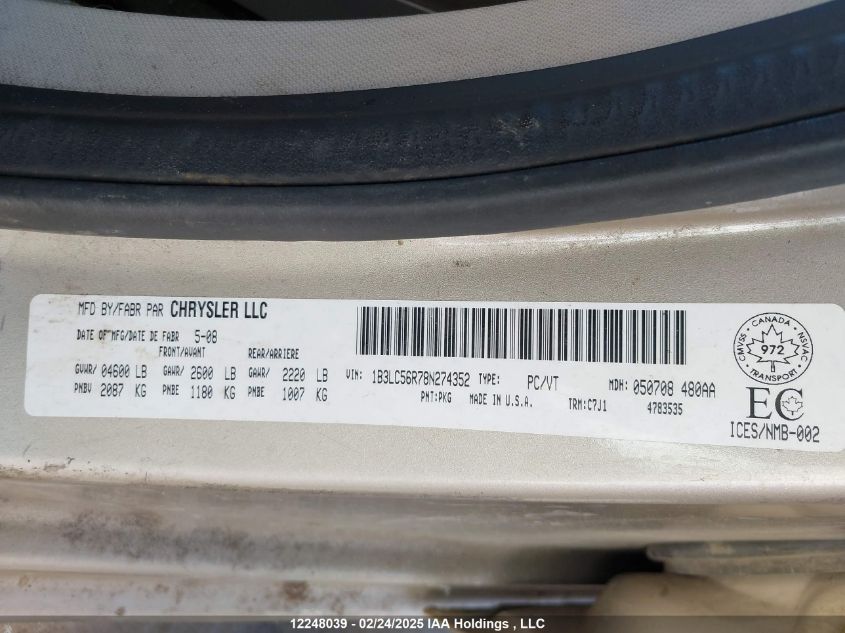 MFD BY/FABR PAR CHRYSLER LLC
DATE OF MFG/DATE DE FABR 5-08
FRONT/AVANT REAR/ARRIERE
GVWR/ 04600 LB GAWR/ 2600 LB GAWR/ 2220 LB
PNBV 2087 KG PNBE 1180 KG PNBE 1007 KG
VIN: 1B3LC56R78N274352 TYPE: PC/VT MDH: 050708 480AA
PNT:PKG MADE IN U.S.A. TRM:C7J1 4783535
CANADA
CMVSS 972 NSVAC
TRANSPORT
EC
ICES/NMB-002
12248039 - 02/24/2025 IAA Holdings , LLC